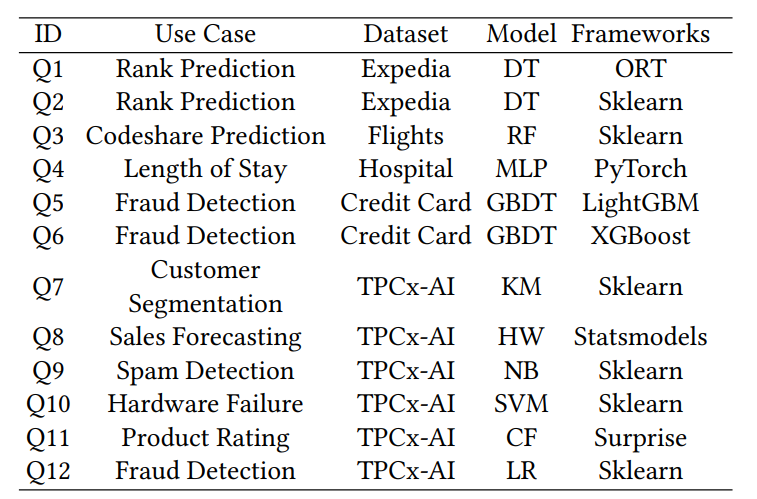 ID Use Case Dataset Model Frameworks
Q1 Rank Prediction Expedia DT ORT
Q2 Rank Prediction Expedia DT Sklearn
Q3 Codeshare Prediction Flights RF Sklearn
Q4 Length of Stay Hospital MLP PyTorch
Q5 Fraud Detection Credit Card GBDT LightGBM
Q6 Fraud Detection Credit Card GBDT XGBoost
Q7 Customer Segmentation TPCx-AI KM Sklearn
Q8 Sales Forecasting TPCx-AI HW Statsmodels
Q9 Spam Detection TPCx-AI NB Sklearn
Q10 Hardware Failure TPCx-AI SVM Sklearn
Q11 Product Rating TPCx-AI CF Surprise
Q12 Fraud Detection TPCx-AI LR Sklearn